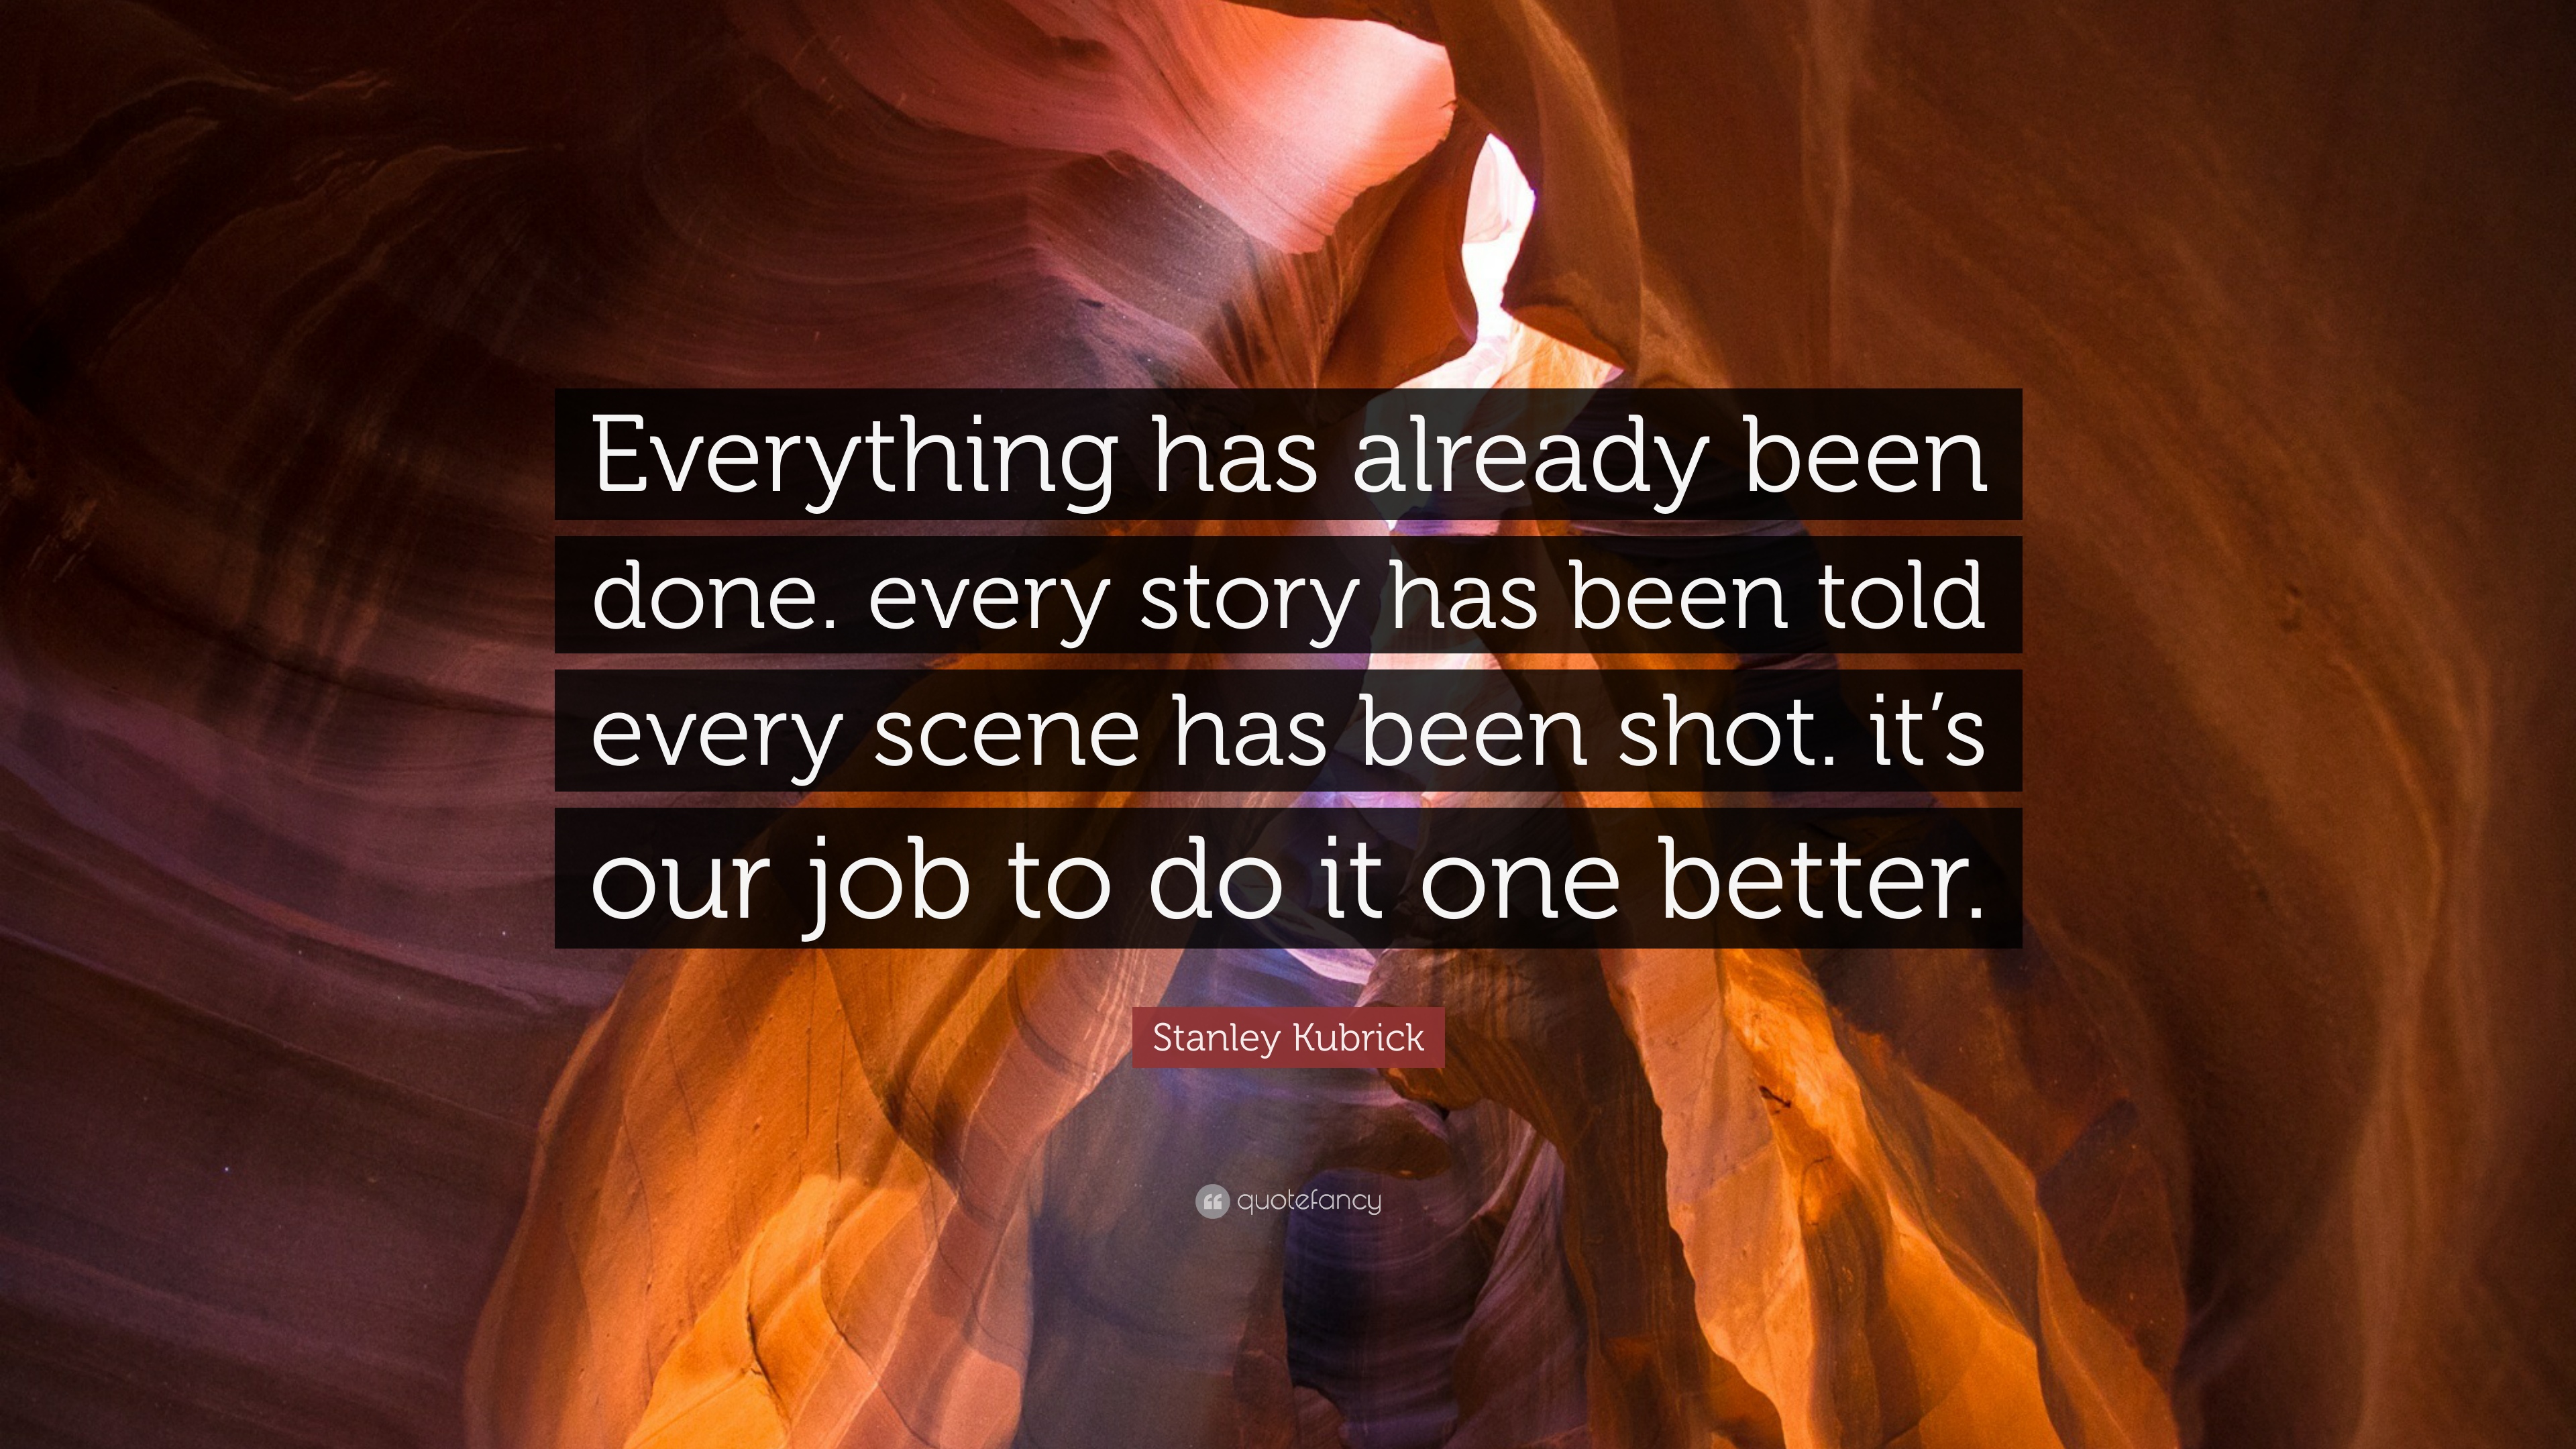 Everything has already been
done. every story has been told
every scene has been shot. it’s
our job to do it one better.
Stanley Kubrick
quotefancy